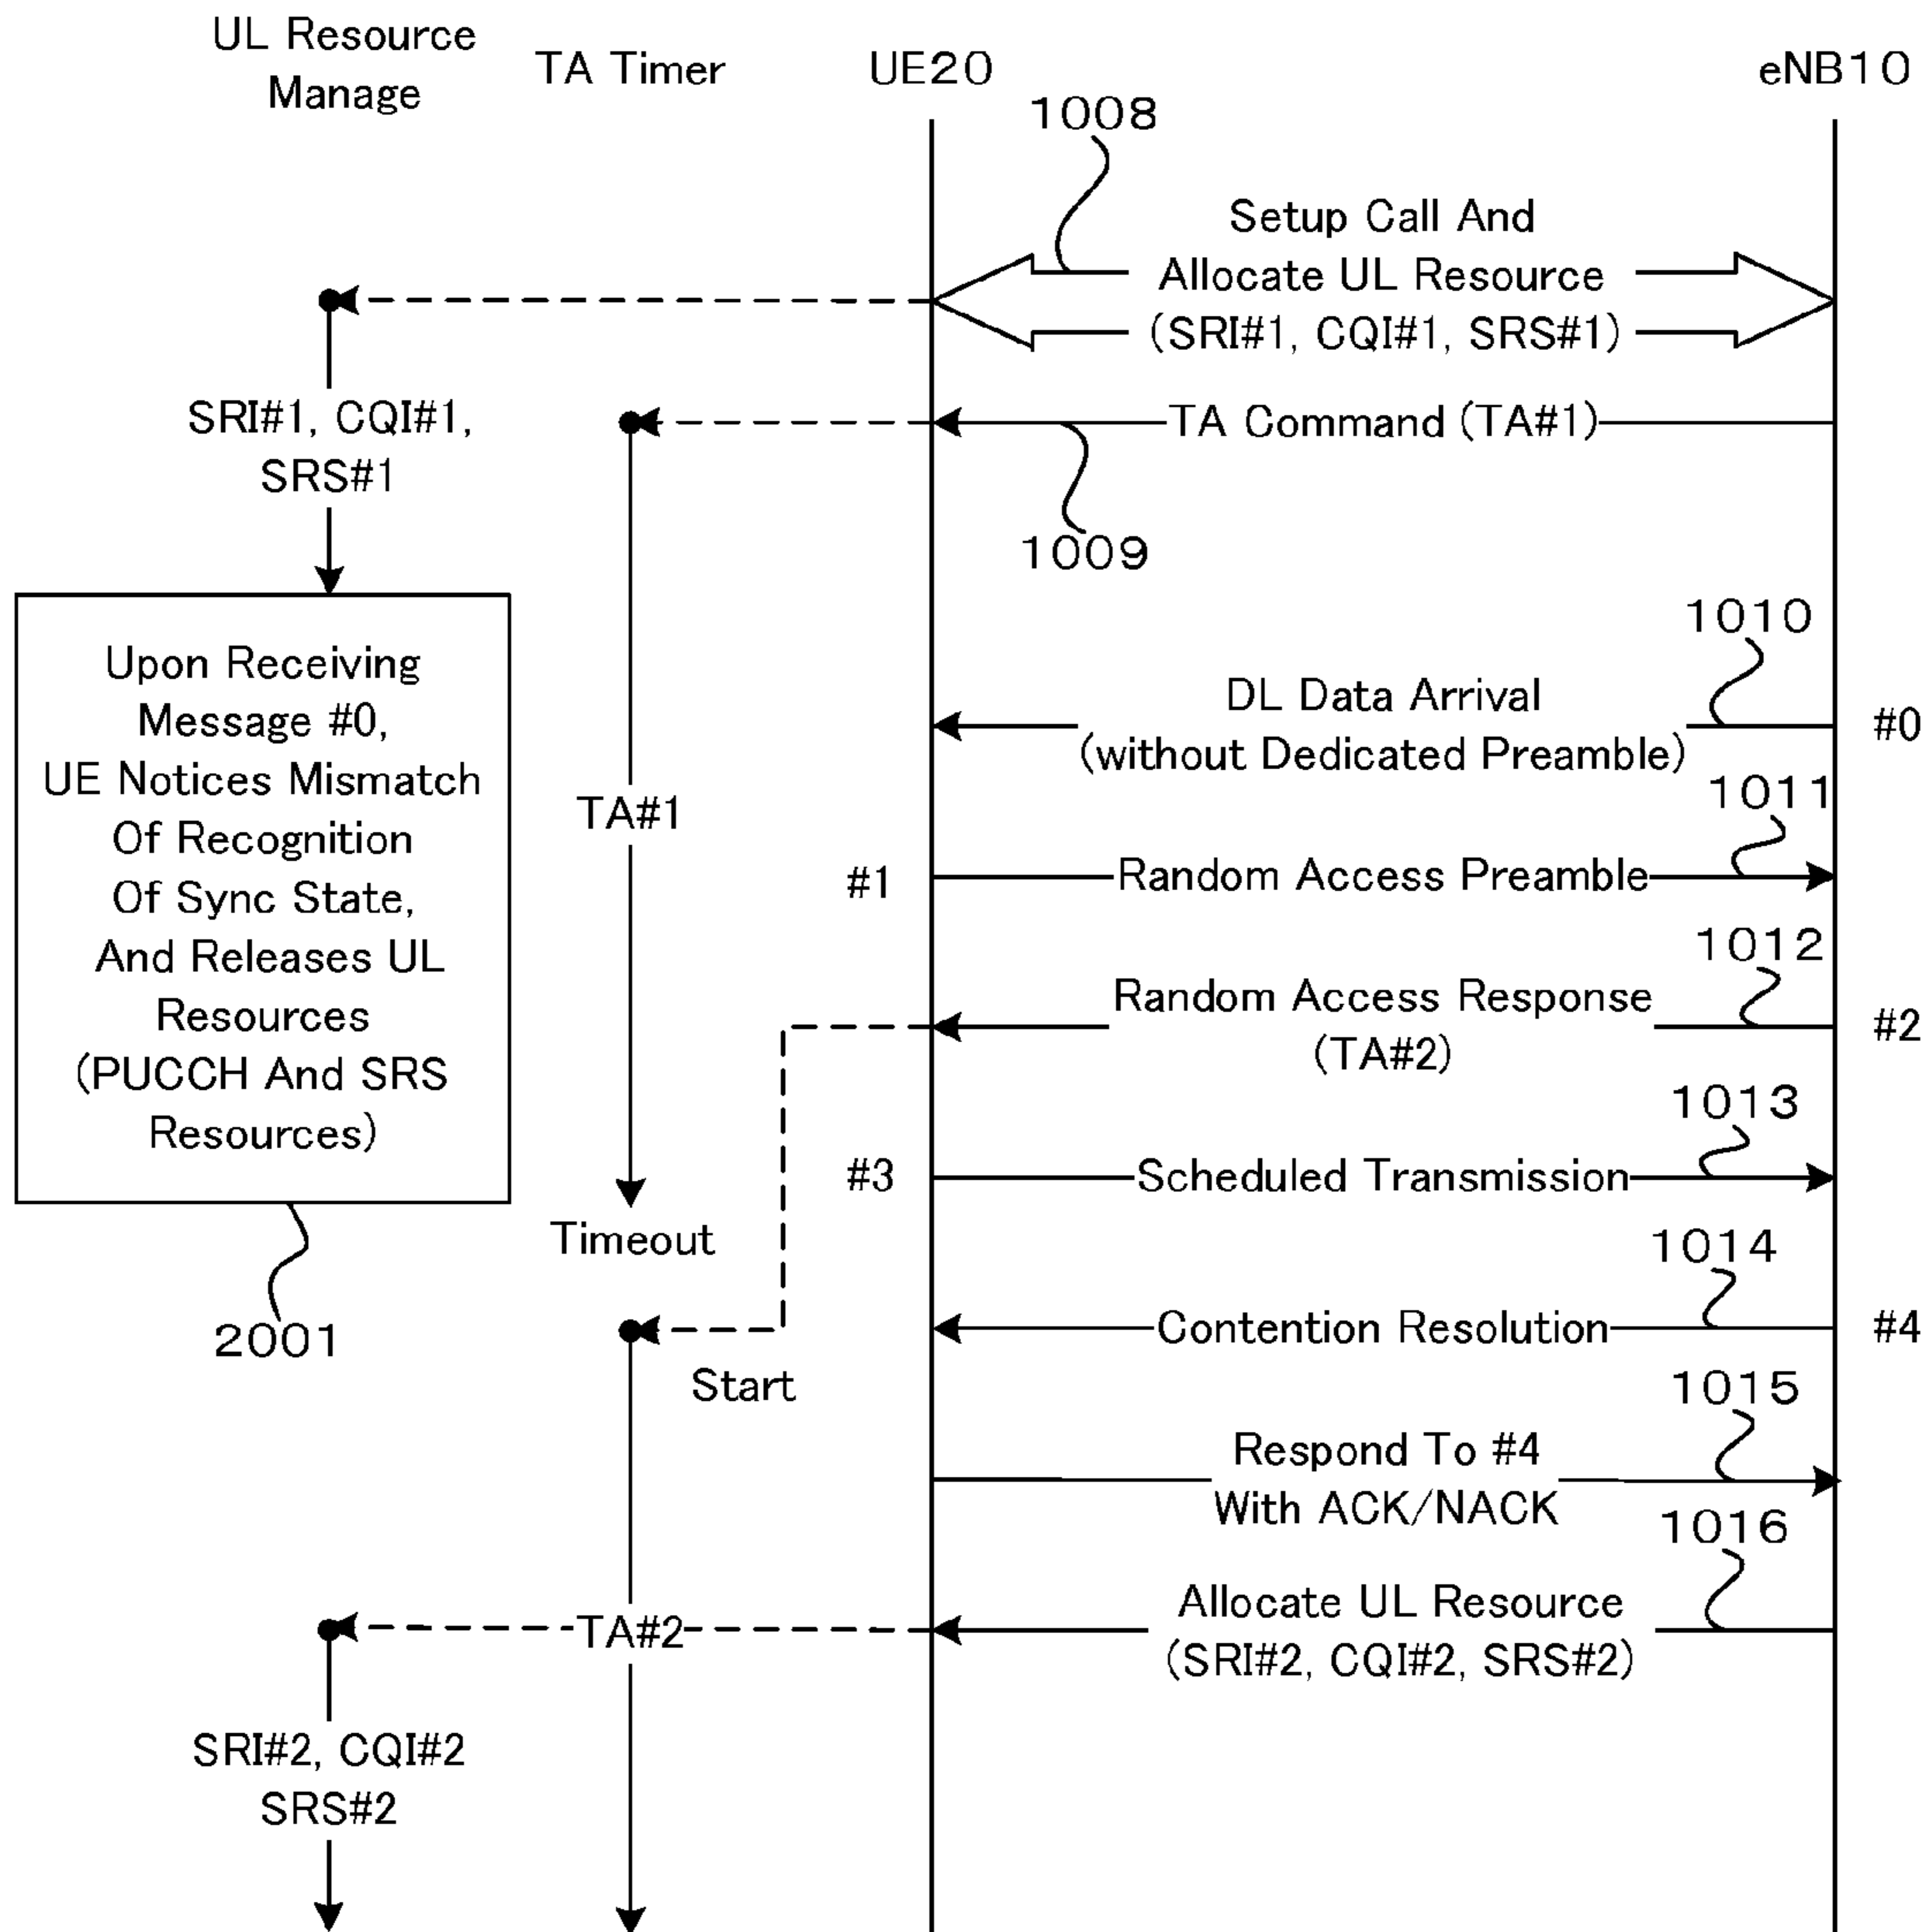 UL Resource
Manage
TA Timer
UE20
eNB10
1008
Setup Call And
Allocate UL Resource
(SRI#1, CQI#1, SRS#1)
SRI#1, CQI#1,
SRS#1
TA Command (TA#1)
1009
1010
DL Data Arrival
(without Dedicated Preamble)
#0
Upon Receiving
Message #0,
UE Notices Mismatch
Of Recognition
Of Sync State,
And Releases UL
Resources
(PUCCH And SRS
Resources)
2001
TA#1
1011
#1
Random Access Preamble
1012
Random Access Response
(TA#2)
#2
1013
#3
Scheduled Transmission
Timeout
1014
Contention Resolution
#4
Start
1015
Respond To #4
With ACK/NACK
1016
Allocate UL Resource
(SRI#2, CQI#2, SRS#2)
TA#2
SRI#2, CQI#2
SRS#2